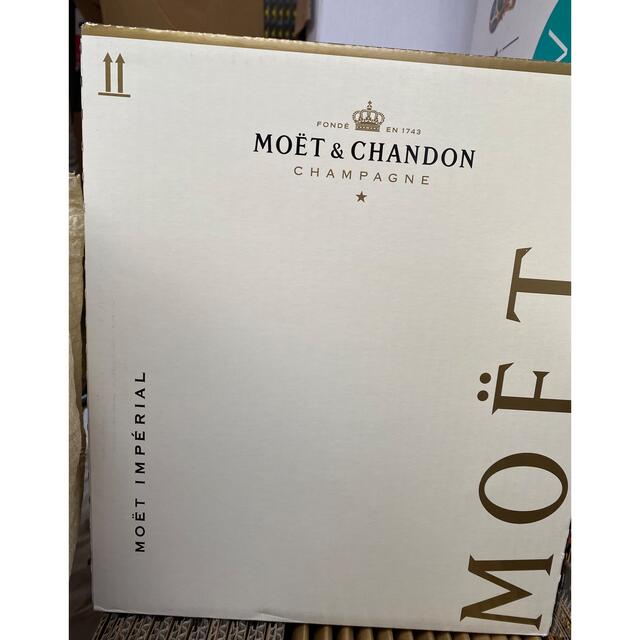 FONDÉ EN 1743
MOËT & CHANDON
CHAMPAGNE
MOËT IMPÉRIAL
MOËT